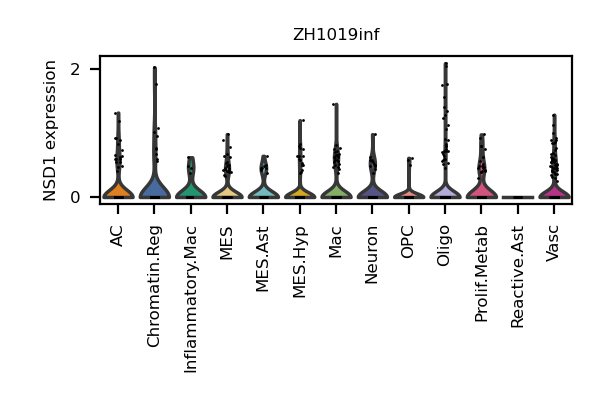 ZH1019inf
NSD1 expression
2
0
AC
Chromatin.Reg
Inflammatory.Mac
MES
MES.Ast
MES.Hyp
Mac
Neuron
OPC
Oligo
Prolif.Metab
Reactive.Ast
Vasc